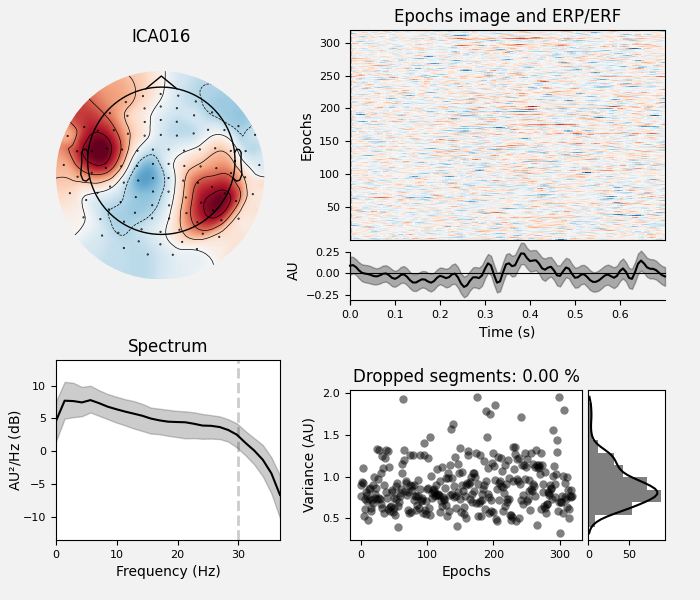 ICA016
Epochs image and ERP/ERF
Epochs
300
250
200
150
100
50
AU
0.25
0.00
−0.25
0.0 0.1 0.2 0.3 0.4 0.5 0.6
Time (s)
Spectrum
AU²/Hz (dB)
10
5
0
−5
−10
0 10 20 30
Frequency (Hz)
Dropped segments: 0.00 %
Variance (AU)
2.0
1.5
1.0
0.5
0 100 200 300
Epochs
0 50